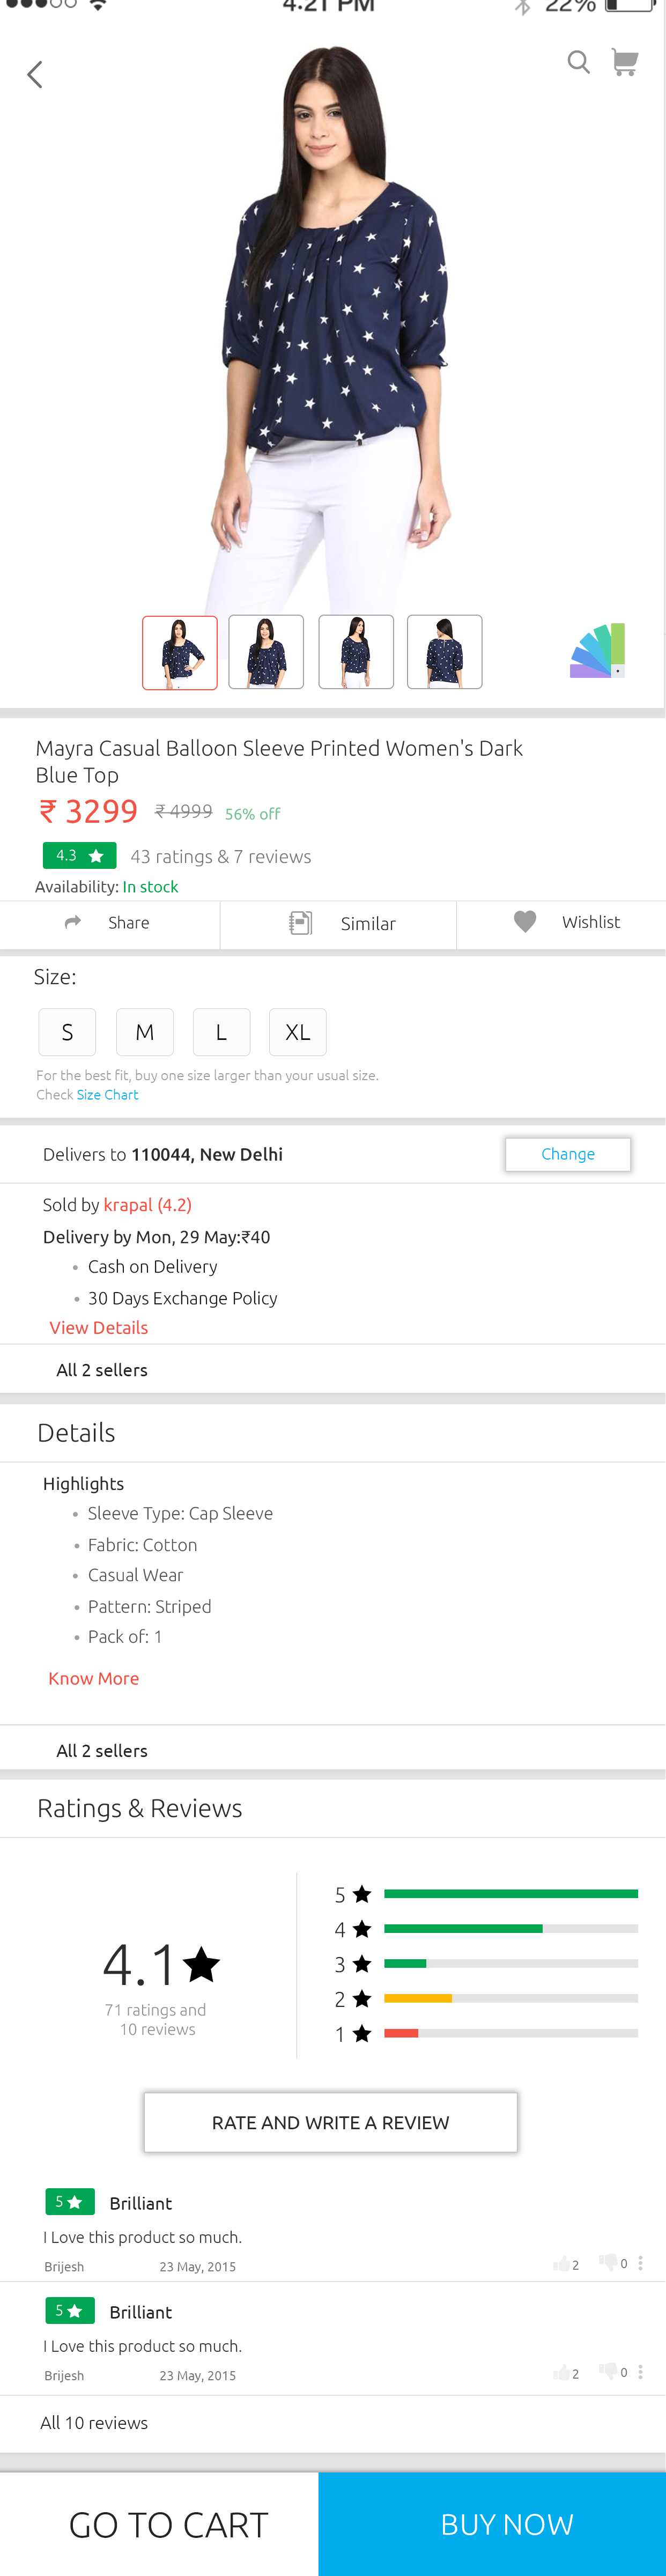 4:21 PM 22%
Mayra Casual Balloon Sleeve Printed Women's Dark
Blue Top
₹ 3299 ₹ 4999 56% off
4.3 43 ratings & 7 reviews
Availability: In stock
Share Similar Wishlist
Size:
S M L XL
For the best fit, buy one size larger than your usual size.
Check Size Chart
Delivers to 110044, New Delhi Change
Sold by krapal (4.2)
Delivery by Mon, 29 May:₹40
Cash on Delivery
30 Days Exchange Policy
View Details
All 2 sellers
Details
Highlights
Sleeve Type: Cap Sleeve
Fabric: Cotton
Casual Wear
Pattern: Striped
Pack of: 1
Know More
All 2 sellers
Ratings & Reviews
5
4
3
2
1
4.1
71 ratings and
10 reviews
RATE AND WRITE A REVIEW
5 Brilliant
I Love this product so much.
Brijesh 23 May, 2015 2 0
5 Brilliant
I Love this product so much.
Brijesh 23 May, 2015 2 0
All 10 reviews
GO TO CART BUY NOW